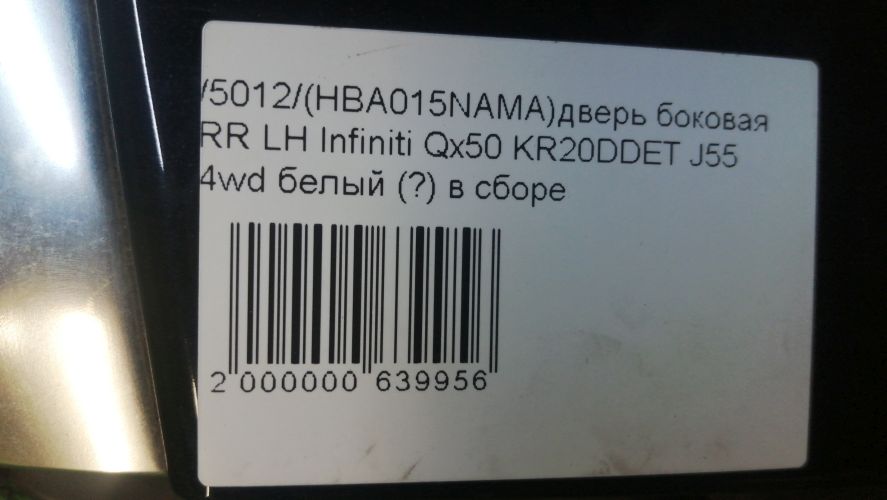 /5012/(HBA015NAMA)дверь боковая
RR LH Infiniti Qx50 KR20DDET J55
4wd белый (?) в сборе
2 000000 639956